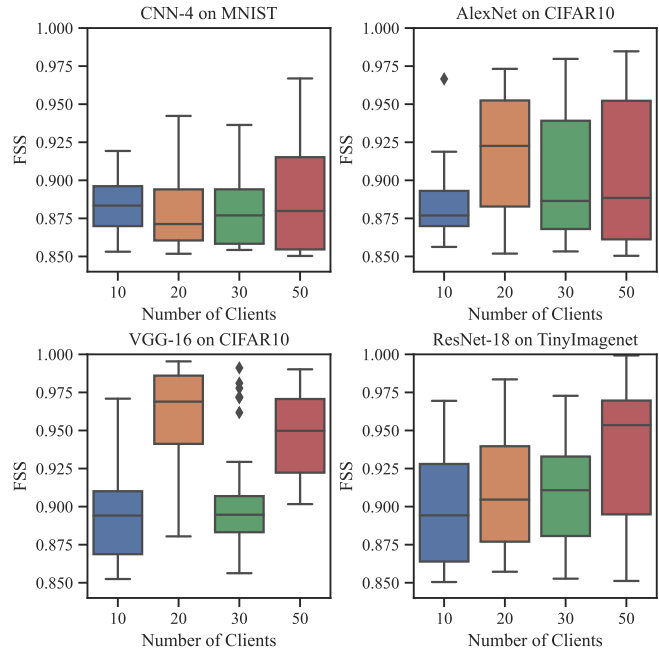 CNN-4 on MNIST
1.000
0.975
0.950
0.925
0.900
0.875
0.850
FSS
10 20 30 50
Number of Clients
AlexNet on CIFAR10
1.000
0.975
0.950
0.925
0.900
0.875
0.850
FSS
10 20 30 50
Number of Clients
VGG-16 on CIFAR10
1.000
0.975
0.950
0.925
0.900
0.875
0.850
FSS
10 20 30 50
Number of Clients
ResNet-18 on TinyImagenet
1.000
0.975
0.950
0.925
0.900
0.875
0.850
FSS
10 20 30 50
Number of Clients